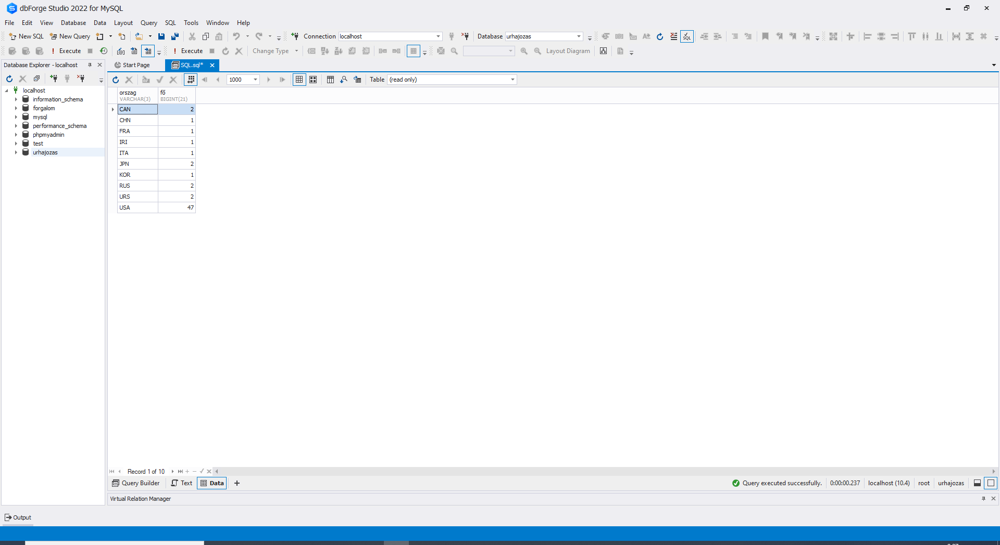 dbForge Studio 2022 for MySQL
File Edit View Database Data Layout Query SQL Tools Window Help
New SQL New Query Connection localhost Database urhajozas SQL
Execute Execute Change Type Layout Diagram
Database Explorer - localhost
Start Page SQL.sql*
1000 Table (read only)
localhost
information_schema
forgalom
mysql
performance_schema
phpmyadmin
test
urhajozas
orszag fő
VARCHAR(3) BIGINT(21)
CAN 2
CHN 1
FRA 1
IRI 1
ITA 1
JPN 2
KOR 1
RUS 2
URS 2
USA 47
Record 1 of 10
Query Builder Text Data
Query executed successfully. 0:00:00.237 localhost (10.4) root urhajozas
Virtual Relation Manager
Output